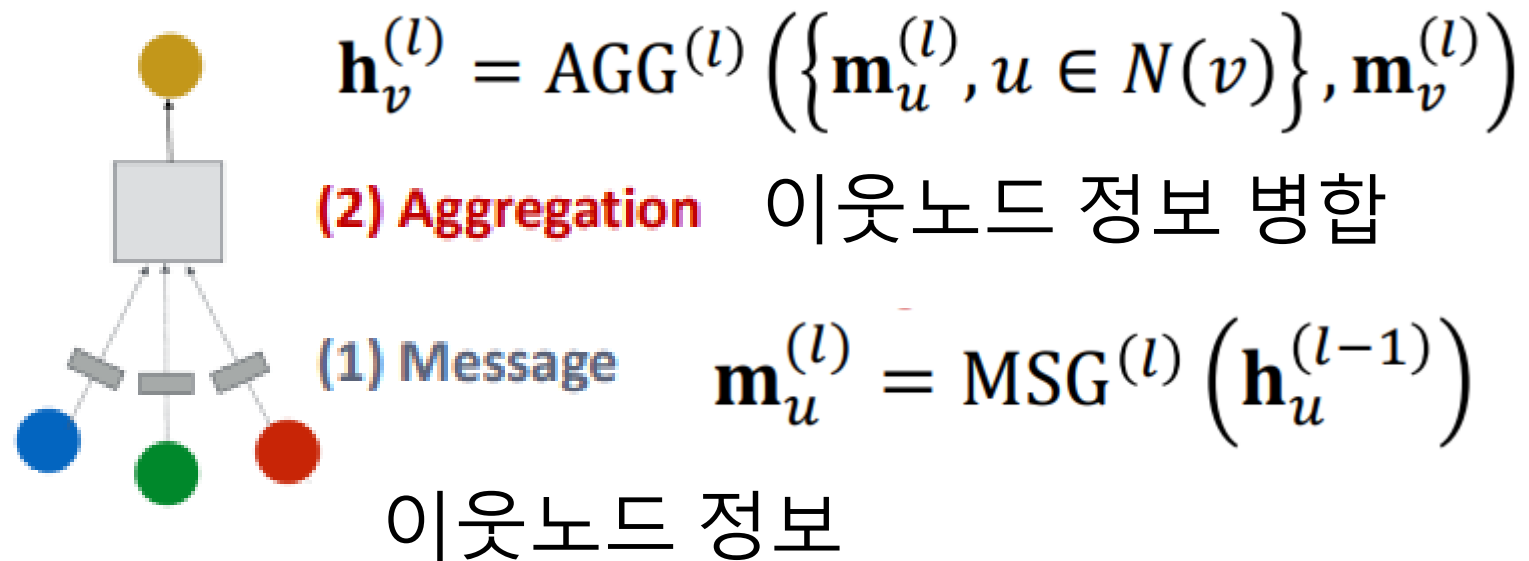 𝐡_v^(l) = AGG^(l) ({𝐦_u^(l), u ∈ N(v)}, 𝐦_v^(l))
(2) Aggregation 이웃노드 정보 병합
(1) Message 𝐦_u^(l) = MSG^(l) (𝐡_u^(l−1))
이웃노드 정보